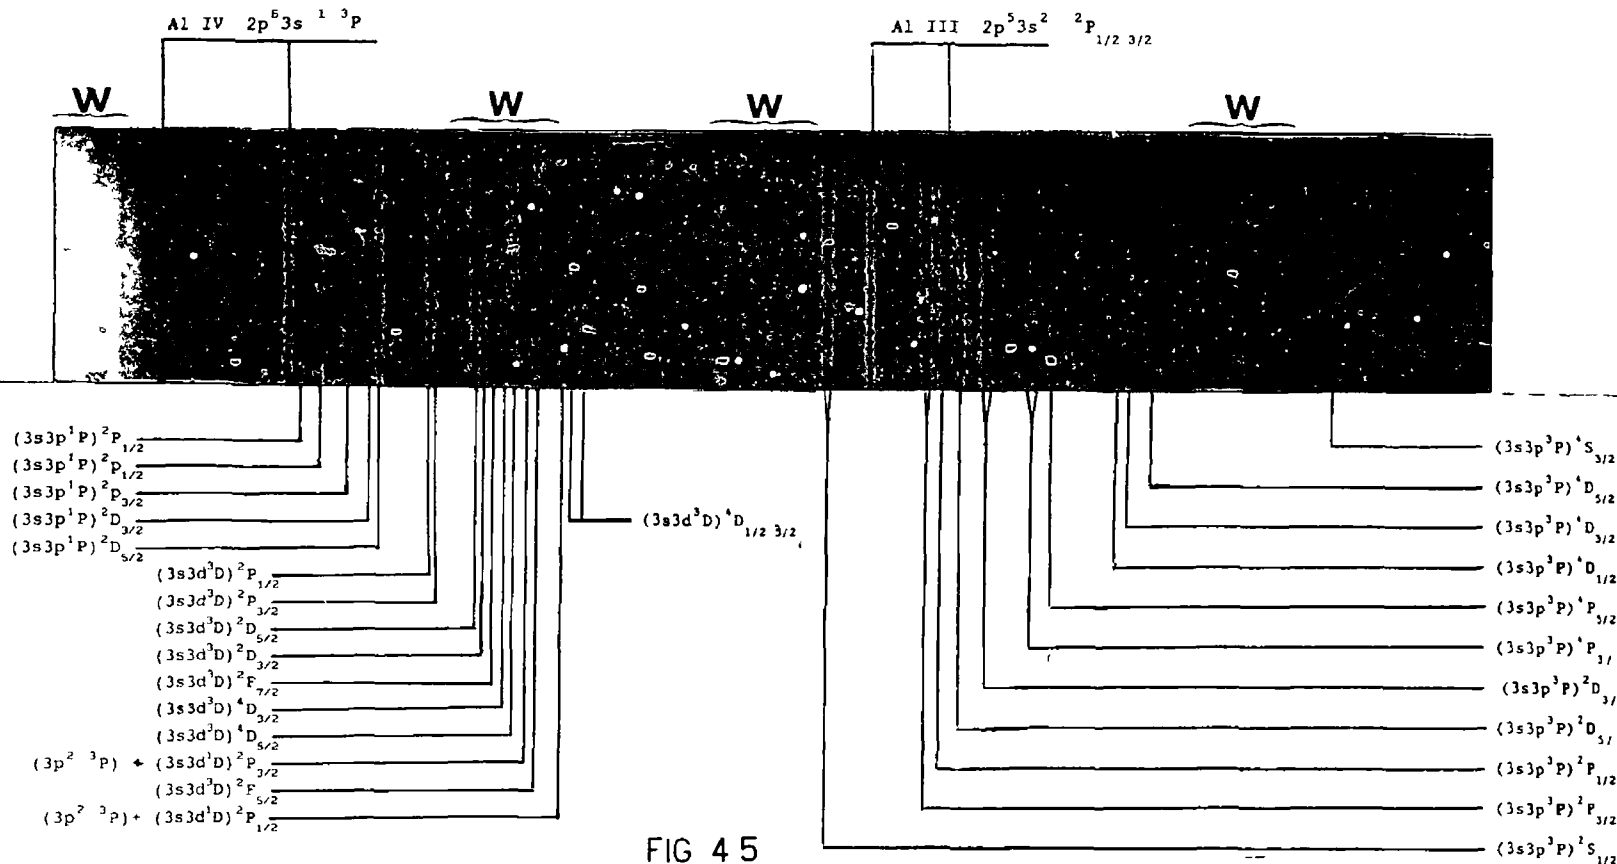 Al IV 2p⁶3s ¹ ³P
Al III 2p⁵3s² ²P₁/₂ ₃/₂
W
W
W
W
(3s3p¹P)²P₁/₂
(3s3p¹P)²p₁/₂
(3s3p¹P)²p₃/₂
(3s3p¹P)²D₃/₂
(3s3p¹P)²D₅/₂
(3s3d³D)²P₁/₂
(3s3d³D)²P₃/₂
(3s3d³D)²D₅/₂
(3s3d³D)²D₃/₂
(3s3d³D)²F₇/₂
(3s3d³D)⁴D₃/₂
(3s3d³D)⁴D₅/₂
(3p² ³P) + (3s3d¹D)²P₃/₂
(3s3d³D)²F₅/₂
(3p² ³P) + (3s3d¹D)²P₁/₂
(3s3d³D)⁴D₁/₂ ₃/₂
(3s3p³P)⁴S₃/₂
(3s3p³P)⁴D₅/₂
(3s3p³P)⁴D₃/₂
(3s3p³P)⁴D₁/₂
(3s3p³P)⁴P₅/₂
(3s3p³P)⁴P₃/
(3s3p³P)²D₃/
(3s3p³P)²D₅/
(3s3p³P)²P₁/₂
(3s3p³P)²P₃/₂
(3s3p³P)²S₁/₂
FIG 4 5